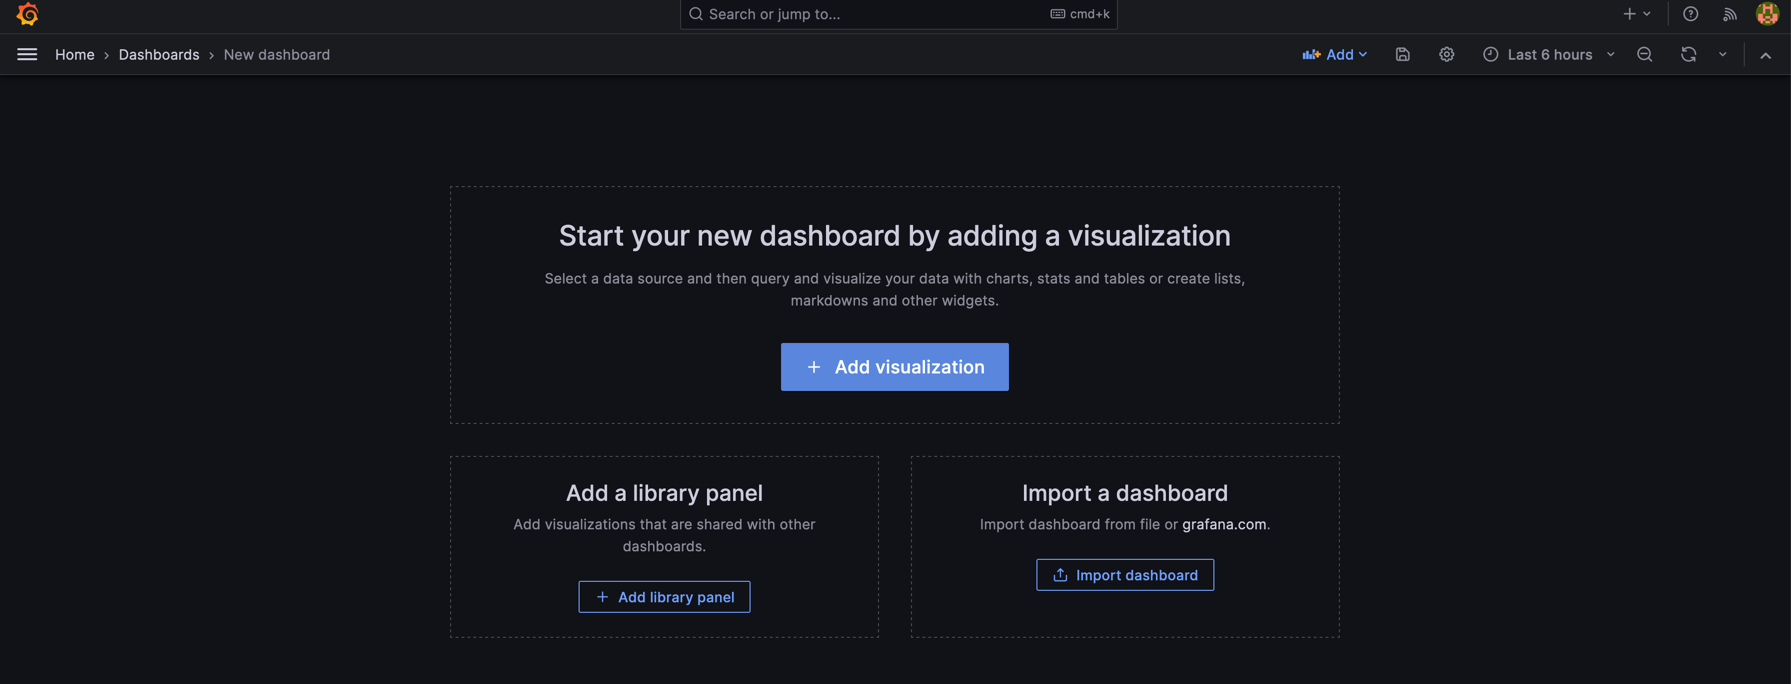 Search or jump to...
cmd+k
Home › Dashboards › New dashboard
Add
Last 6 hours
Start your new dashboard by adding a visualization
Select a data source and then query and visualize your data with charts, stats and tables or create lists,
markdowns and other widgets.
+ Add visualization
Add a library panel
Add visualizations that are shared with other
dashboards.
+ Add library panel
Import a dashboard
Import dashboard from file or grafana.com.
Import dashboard